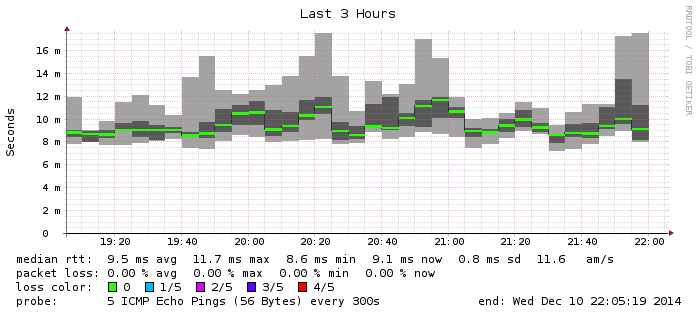 Last 3 Hours
RRDTOOL / TOBI OETIKER
Seconds
16 m
14 m
12 m
10 m
8 m
6 m
4 m
2 m
0
19:20 19:40 20:00 20:20 20:40 21:00 21:20 21:40 22:00
median rtt: 9.5 ms avg 11.7 ms max 8.6 ms min 9.1 ms now 0.8 ms sd 11.6 am/s
packet loss: 0.00 % avg 0.00 % max 0.00 % min 0.00 % now
loss color: 0 1/5 2/5 3/5 4/5
probe: 5 ICMP Echo Pings (56 Bytes) every 300s end: Wed Dec 10 22:05:19 2014